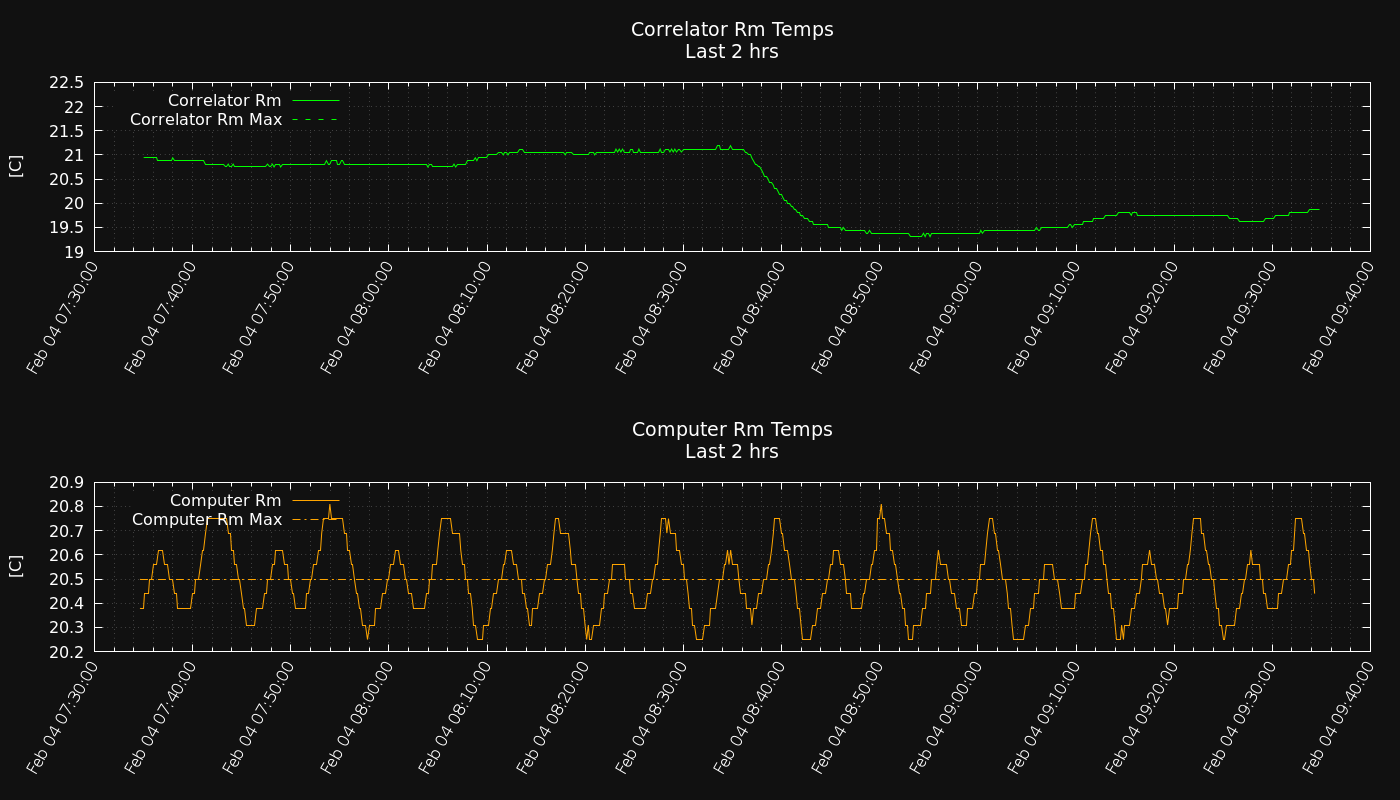 Correlator Rm Temps
Last 2 hrs
[C]
22.5
22
21.5
21
20.5
20
19.5
19
Correlator Rm
Correlator Rm Max
Feb 04 07:30:00
Feb 04 07:40:00
Feb 04 07:50:00
Feb 04 08:00:00
Feb 04 08:10:00
Feb 04 08:20:00
Feb 04 08:30:00
Feb 04 08:40:00
Feb 04 08:50:00
Feb 04 09:00:00
Feb 04 09:10:00
Feb 04 09:20:00
Feb 04 09:30:00
Feb 04 09:40:00
Computer Rm Temps
Last 2 hrs
[C]
20.9
20.8
20.7
20.6
20.5
20.4
20.3
20.2
Computer Rm
Computer Rm Max
Feb 04 07:30:00
Feb 04 07:40:00
Feb 04 07:50:00
Feb 04 08:00:00
Feb 04 08:10:00
Feb 04 08:20:00
Feb 04 08:30:00
Feb 04 08:40:00
Feb 04 08:50:00
Feb 04 09:00:00
Feb 04 09:10:00
Feb 04 09:20:00
Feb 04 09:30:00
Feb 04 09:40:00